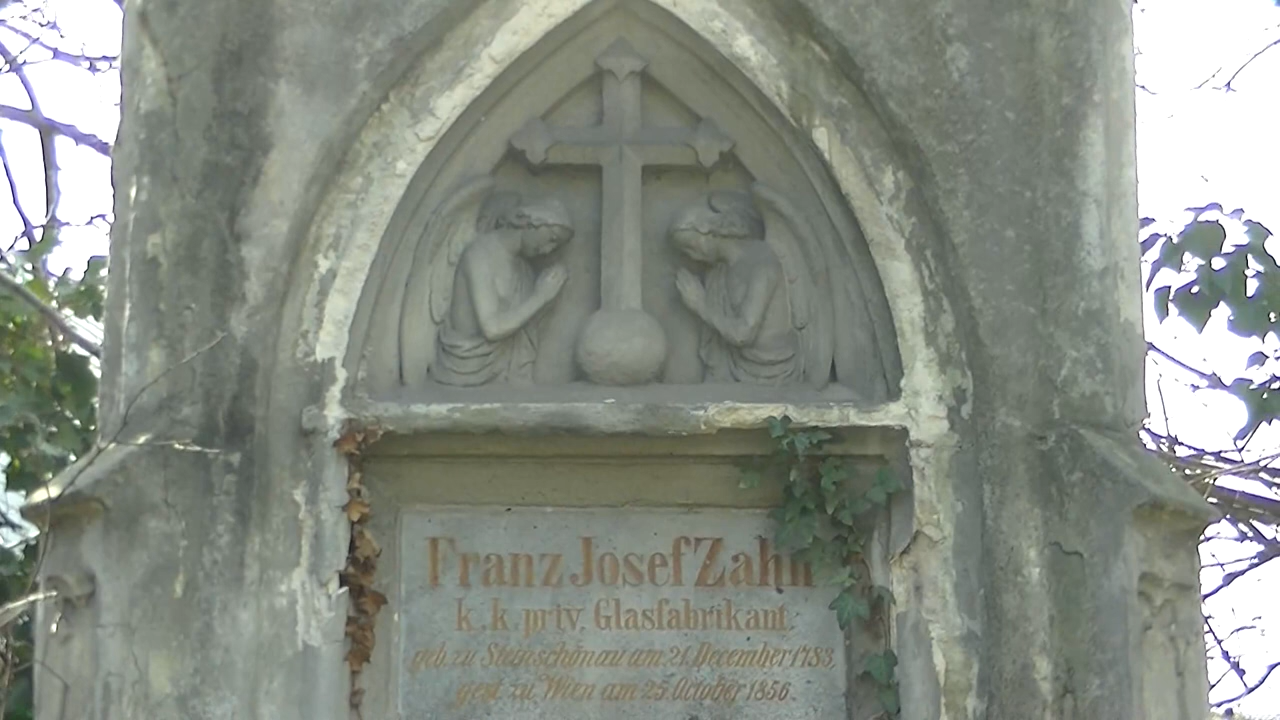 Franz Josef Zahn
k. k. priv. Glasfabrikant.
geb. zu Steinschönau am 21. December 1783,
gest zu Wien am 25. October 1856.